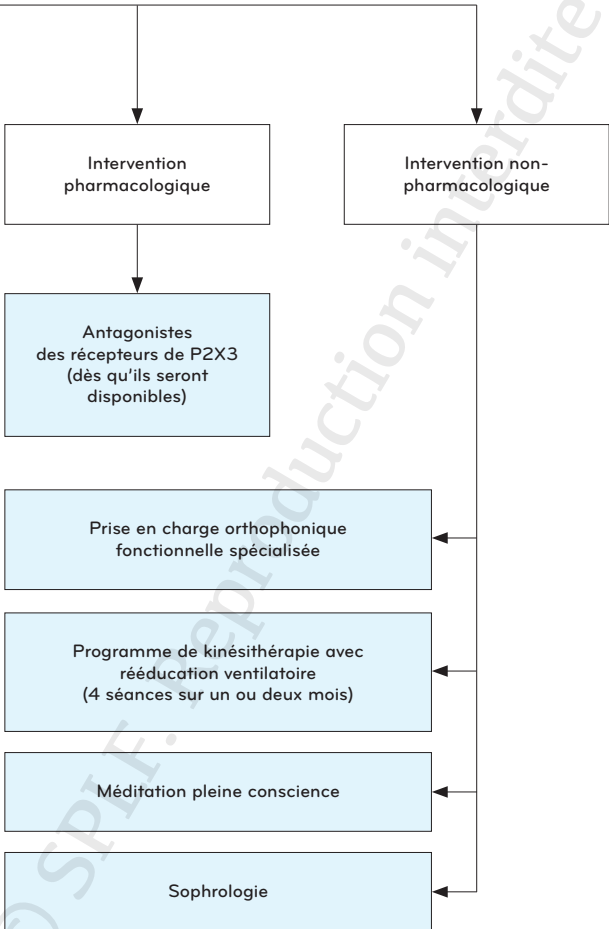 Intervention
pharmacologique
Intervention non-
pharmacologique
Antagonistes
des récepteurs de P2X3
(dès qu'ils seront
disponibles)
Prise en charge orthophonique
fonctionnelle spécialisée
Programme de kinésithérapie avec
rééducation ventilatoire
(4 séances sur un ou deux mois)
Méditation pleine conscience
Sophrologie
© SPLF. Reproduction interdite